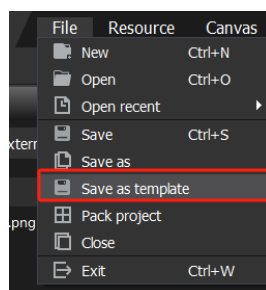 File Resource Canvas
New Ctrl+N
Open Ctrl+O
Open recent
Save Ctrl+S
xterr
Save as
Save as template
Pack project
.png
Close
Exit Ctrl+W